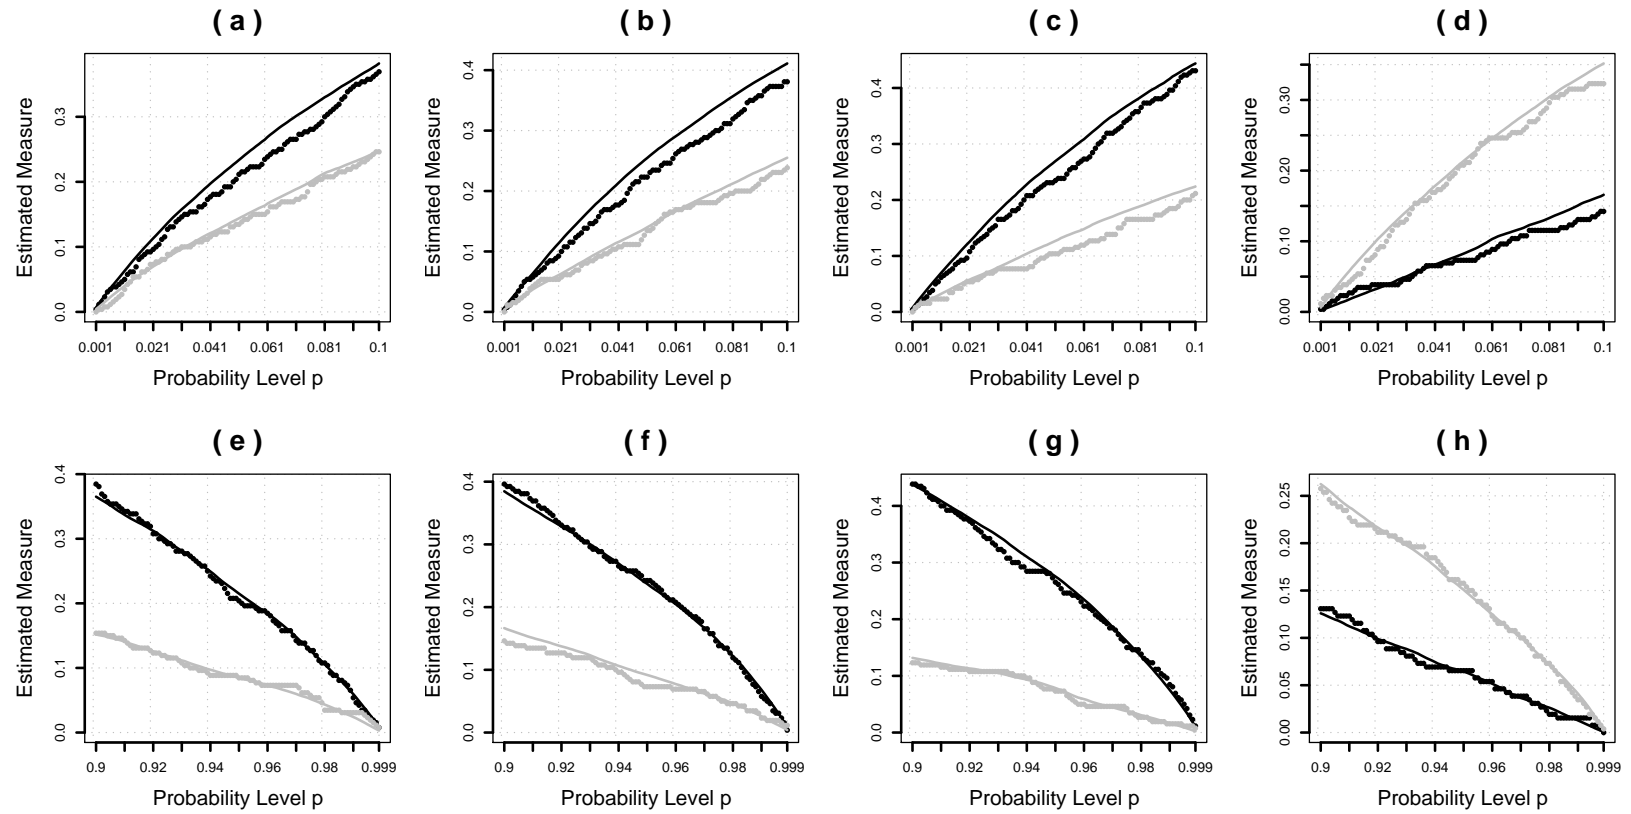 ( a )
Estimated Measure
0.0 0.1 0.2 0.3
0.001 0.021 0.041 0.061 0.081 0.1
Probability Level p
( b )
Estimated Measure
0.0 0.1 0.2 0.3 0.4
0.001 0.021 0.041 0.061 0.081 0.1
Probability Level p
( c )
Estimated Measure
0.0 0.1 0.2 0.3 0.4
0.001 0.021 0.041 0.061 0.081 0.1
Probability Level p
( d )
Estimated Measure
0.00 0.10 0.20 0.30
0.001 0.021 0.041 0.061 0.081 0.1
Probability Level p
( e )
Estimated Measure
0.0 0.1 0.2 0.3 0.4
0.9 0.92 0.94 0.96 0.98 0.999
Probability Level p
( f )
Estimated Measure
0.0 0.1 0.2 0.3 0.4
0.9 0.92 0.94 0.96 0.98 0.999
Probability Level p
( g )
Estimated Measure
0.0 0.1 0.2 0.3 0.4
0.9 0.92 0.94 0.96 0.98 0.999
Probability Level p
( h )
Estimated Measure
0.00 0.05 0.10 0.15 0.20 0.25
0.9 0.92 0.94 0.96 0.98 0.999
Probability Level p